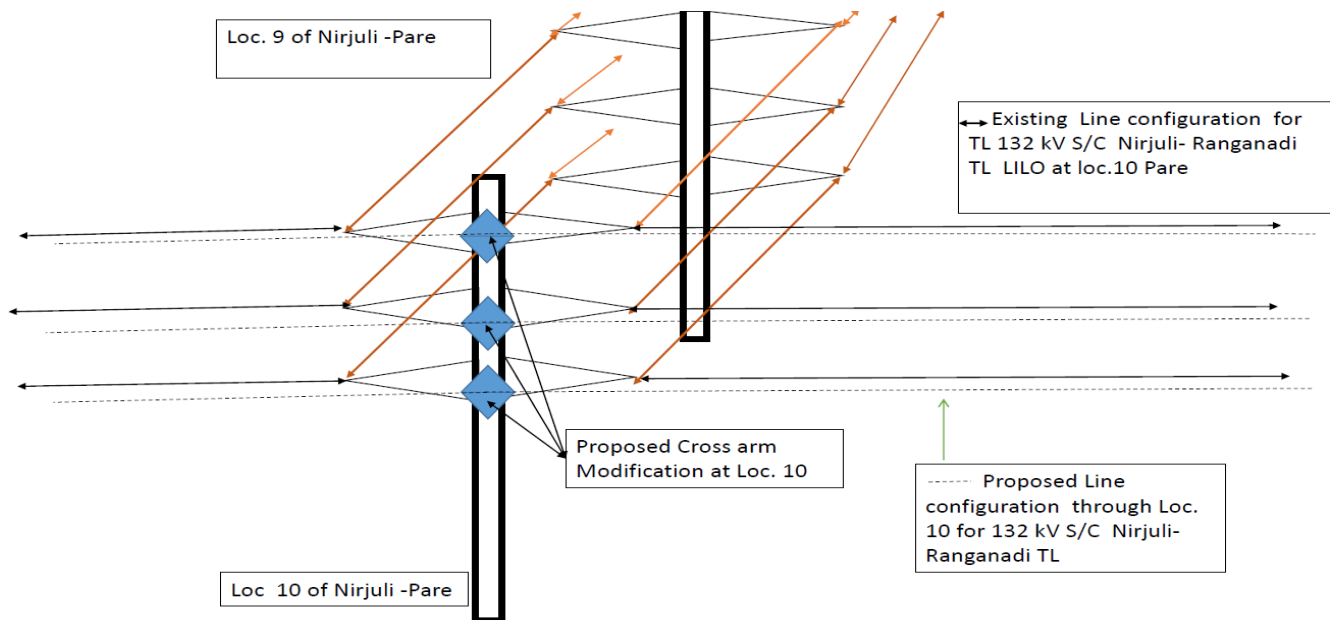 Loc. 9 of Nirjuli -Pare
Existing Line configuration for
TL 132 kV S/C Nirjuli- Ranganadi
TL LILO at loc.10 Pare
Proposed Cross arm
Modification at Loc. 10
Proposed Line
configuration through Loc.
10 for 132 kV S/C Nirjuli-
Ranganadi TL
Loc 10 of Nirjuli -Pare